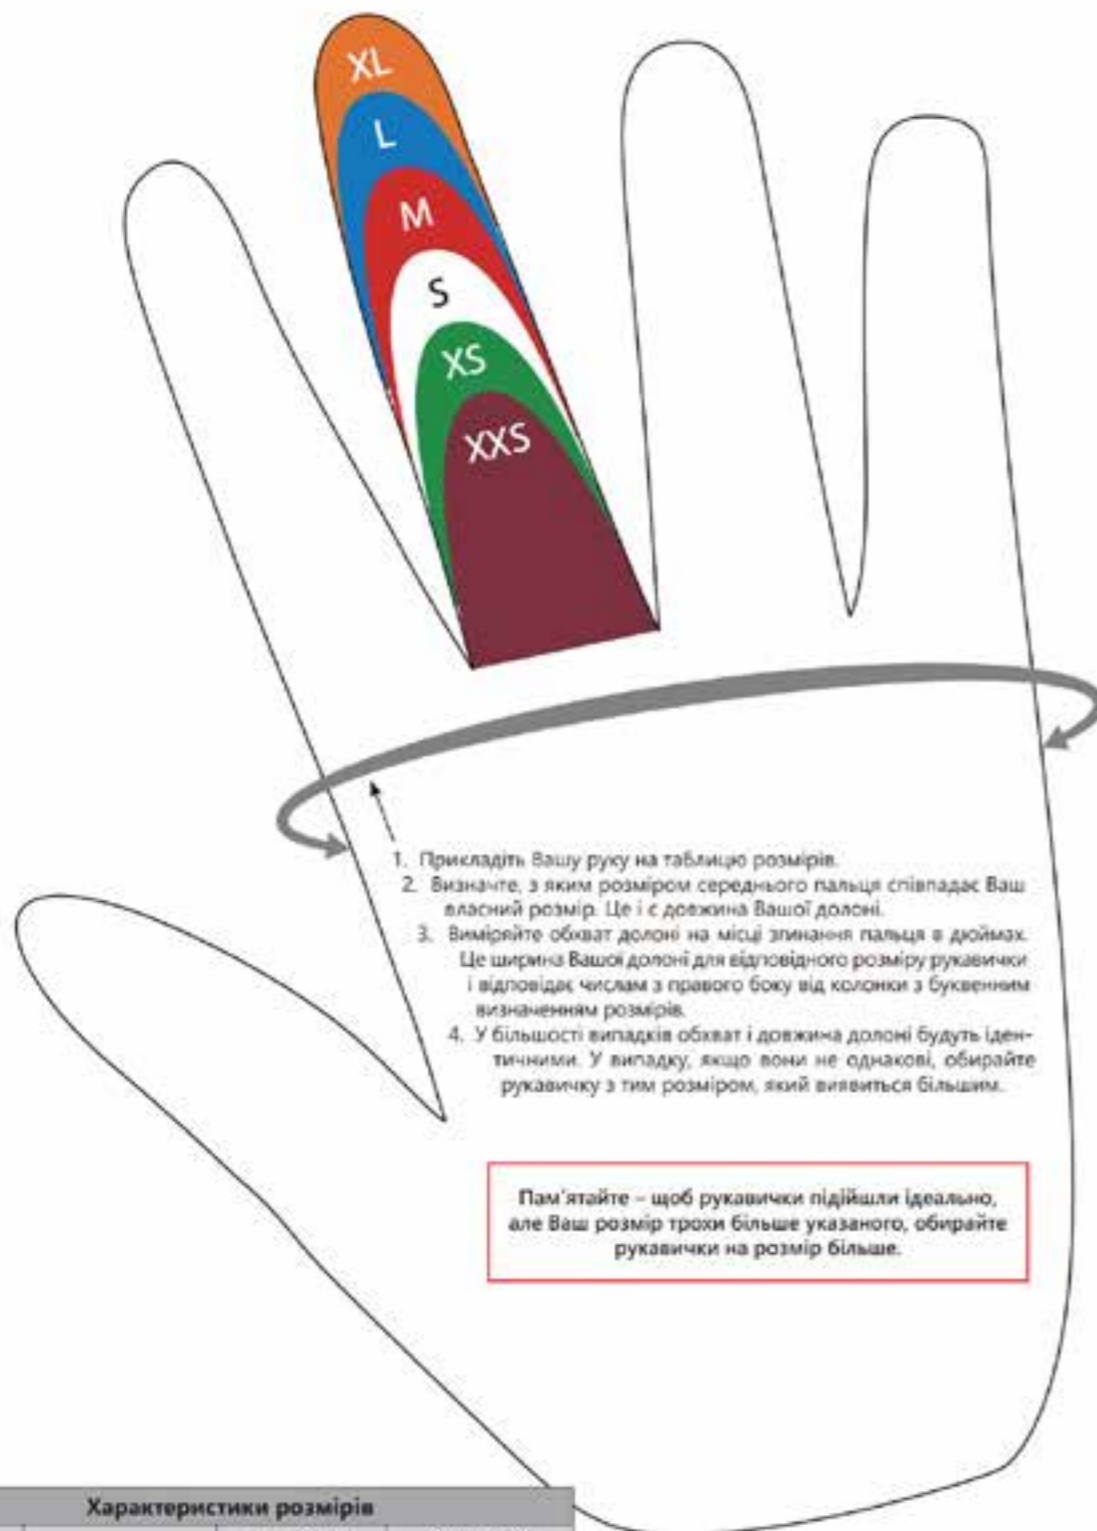 XL
L
M
S
XS
XXS
1. Прикладіть Вашу руку на таблицю розмірів.
2. Визначте, з яким розміром середнього пальця співпадає Ваш
власний розмір. Це і є довжина Вашої долоні.
3. Виміряйте обхват долоні на місці згинання пальця в дюймах.
Це ширина Вашої долоні для відповідного розміру рукавички
і відповідає числам з правого боку від колонки з буквенним
визначенням розмірів.
4. У більшості випадків обхват і довжина долоні будуть іден-
тичними. У випадку, якщо вони не однакові, обирайте
рукавичку з тим розміром, який виявиться більшим.
Пам'ятайте – щоб рукавички підійшли ідеально,
але Ваш розмір трохи більше указаного, обирайте
рукавички на розмір більше.
Характеристики розмірів